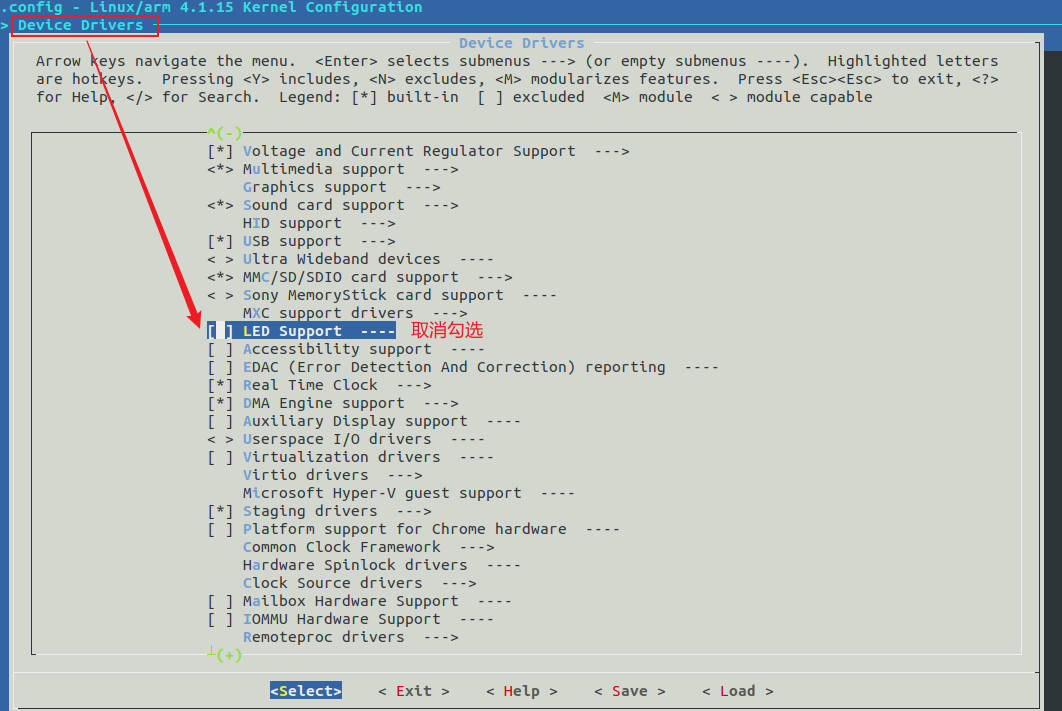 .config - Linux/arm 4.1.15 Kernel Configuration
> Device Drivers
Device Drivers
Arrow keys navigate the menu.  <Enter> selects submenus ---> (or empty submenus ----).  Highlighted letters
are hotkeys.  Pressing <Y> includes, <N> excludes, <M> modularizes features.  Press <Esc><Esc> to exit, <?>
for Help, </> for Search.  Legend: [*] built-in  [ ] excluded  <M> module  < > module capable
^(-)
[*] Voltage and Current Regulator Support  --->
<*> Multimedia support  --->
Graphics support  --->
<*> Sound card support  --->
HID support  --->
[*] USB support  --->
< > Ultra Wideband devices  ----
<*> MMC/SD/SDIO card support  --->
< > Sony MemoryStick card support  ----
MXC support drivers  --->
[ ] LED Support  ---- 取消勾选
[ ] Accessibility support  ----
[ ] EDAC (Error Detection And Correction) reporting  ----
[*] Real Time Clock  --->
[*] DMA Engine support  --->
[ ] Auxiliary Display support  ----
< > Userspace I/O drivers  ----
[ ] Virtualization drivers  ----
Virtio drivers  --->
Microsoft Hyper-V guest support  ----
[*] Staging drivers  --->
[ ] Platform support for Chrome hardware  ----
Common Clock Framework  --->
Hardware Spinlock drivers  ----
Clock Source drivers  --->
[ ] Mailbox Hardware Support  ----
[ ] IOMMU Hardware Support  ----
Remoteproc drivers  --->
┴(+)
<Select>    < Exit >    < Help >    < Save >    < Load >